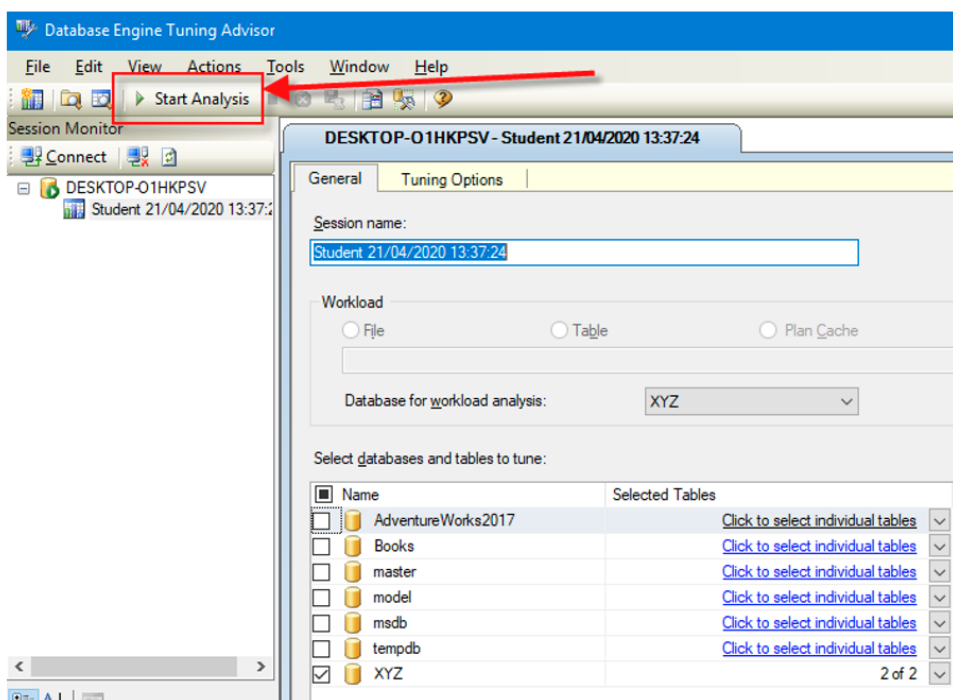 Database Engine Tuning Advisor
File Edit View Actions Tools Window Help
Start Analysis
Session Monitor
Connect
DESKTOP-O1HKPSV
Student 21/04/2020 13:37:2
DESKTOP-O1HKPSV - Student 21/04/2020 13:37:24
General Tuning Options
Session name:
Student 21/04/2020 13:37:24
Workload
File Table Plan Cache
Database for workload analysis: XYZ
Select databases and tables to tune:
Name Selected Tables
AdventureWorks2017 Click to select individual tables
Books Click to select individual tables
master Click to select individual tables
model Click to select individual tables
msdb Click to select individual tables
tempdb Click to select individual tables
XYZ 2 of 2